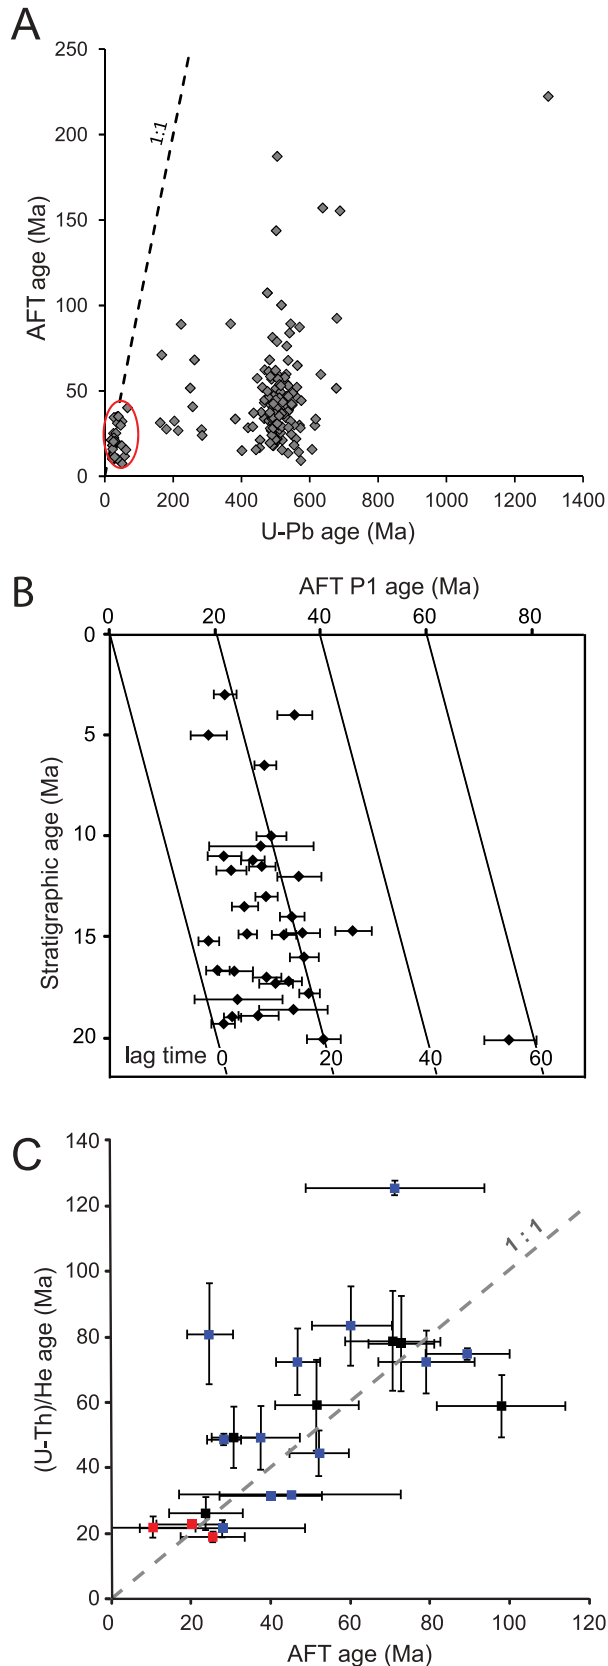 A
250
200
150
100
50
0
AFT age (Ma)
1:1
0 200 400 600 800 1000 1200 1400
U-Pb age (Ma)
B
AFT P1 age (Ma)
0 20 40 60 80
0
5
10
15
20
Stratigraphic age (Ma)
lag time 0 20 40 60
C
140
120
100
80
60
40
20
0
(U-Th)/He age (Ma)
1:1
0 20 40 60 80 100 120
AFT age (Ma)